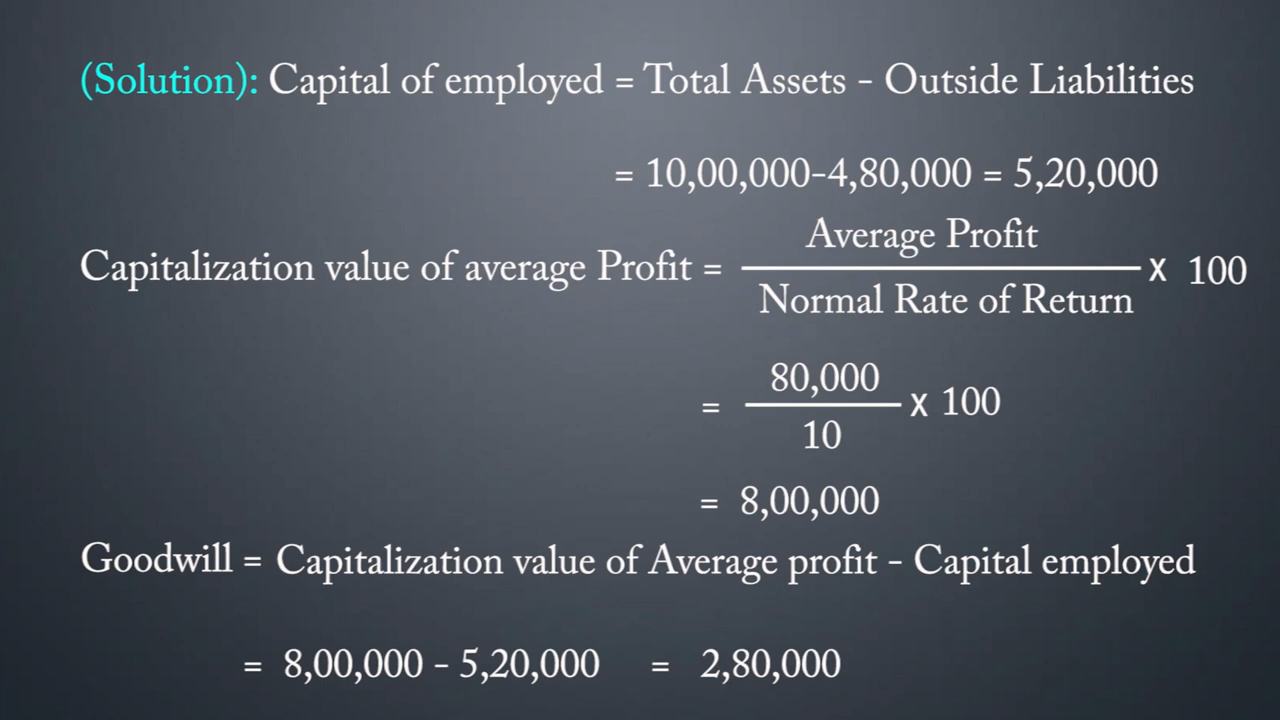 (Solution): Capital of employed = Total Assets - Outside Liabilities
= 10,00,000-4,80,000 = 5,20,000
Capitalization value of average Profit = Average Profit / Normal Rate of Return x 100
= 80,000 / 10 x 100
= 8,00,000
Goodwill = Capitalization value of Average profit - Capital employed
= 8,00,000 - 5,20,000 = 2,80,000